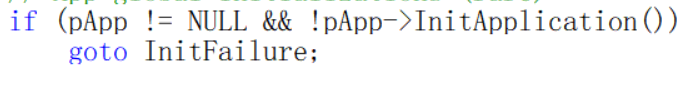 if (pApp != NULL && !pApp->InitApplication())
goto InitFailure;